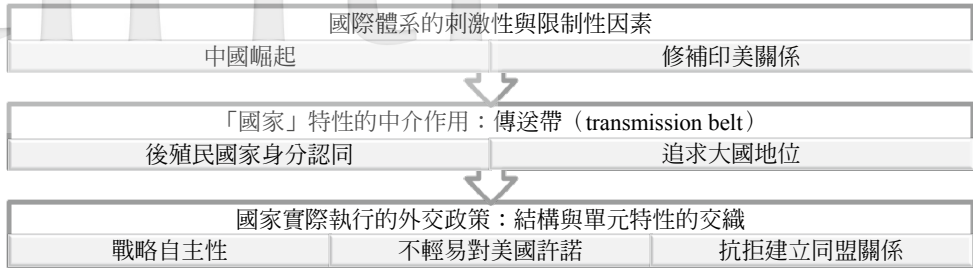 國際體系的刺激性與限制性因素
中國崛起 修補印美關係
「國家」特性的中介作用：傳送帶（transmission belt）
後殖民國家身分認同 追求大國地位
國家實際執行的外交政策：結構與單元特性的交織
戰略自主性 不輕易對美國許諾 抗拒建立同盟關係